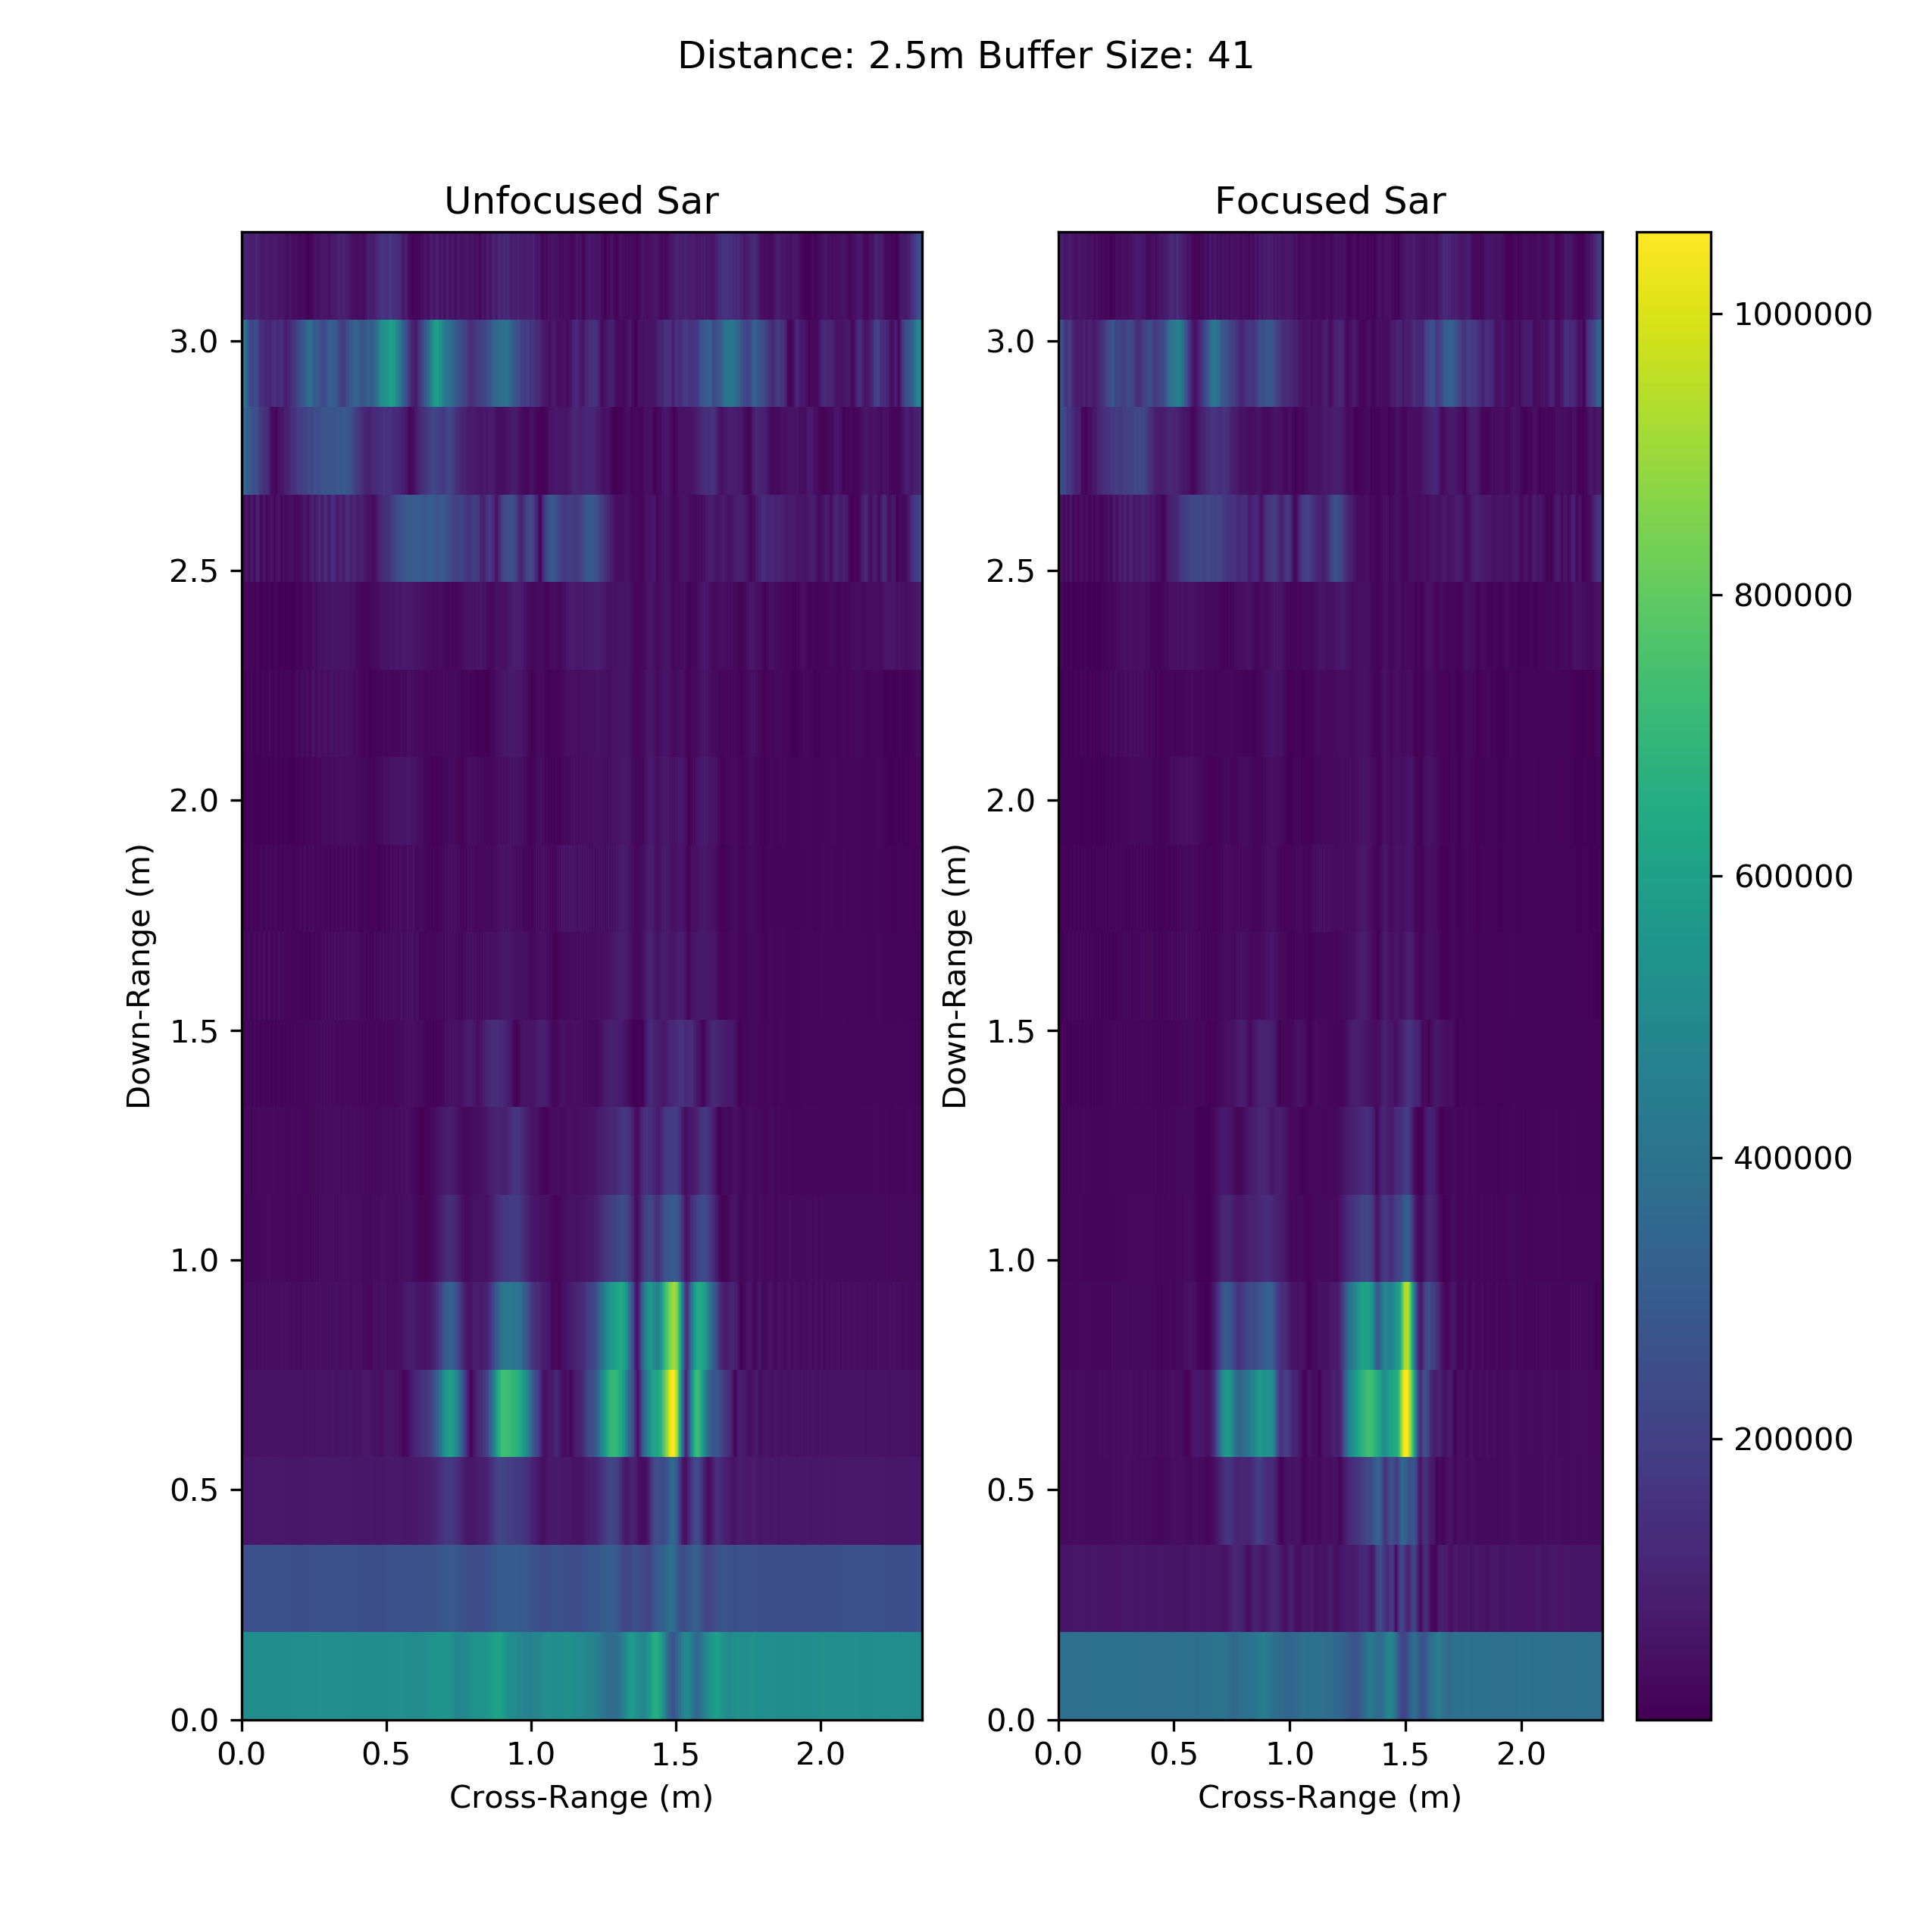 Distance: 2.5m Buffer Size: 41
Unfocused Sar
Focused Sar
3.0
2.5
2.0
1.5
1.0
0.5
0.0
Down-Range (m)
0.0 0.5 1.0 1.5 2.0
Cross-Range (m)
3.0
2.5
2.0
1.5
1.0
0.5
0.0
Down-Range (m)
0.0 0.5 1.0 1.5 2.0
Cross-Range (m)
1000000
800000
600000
400000
200000